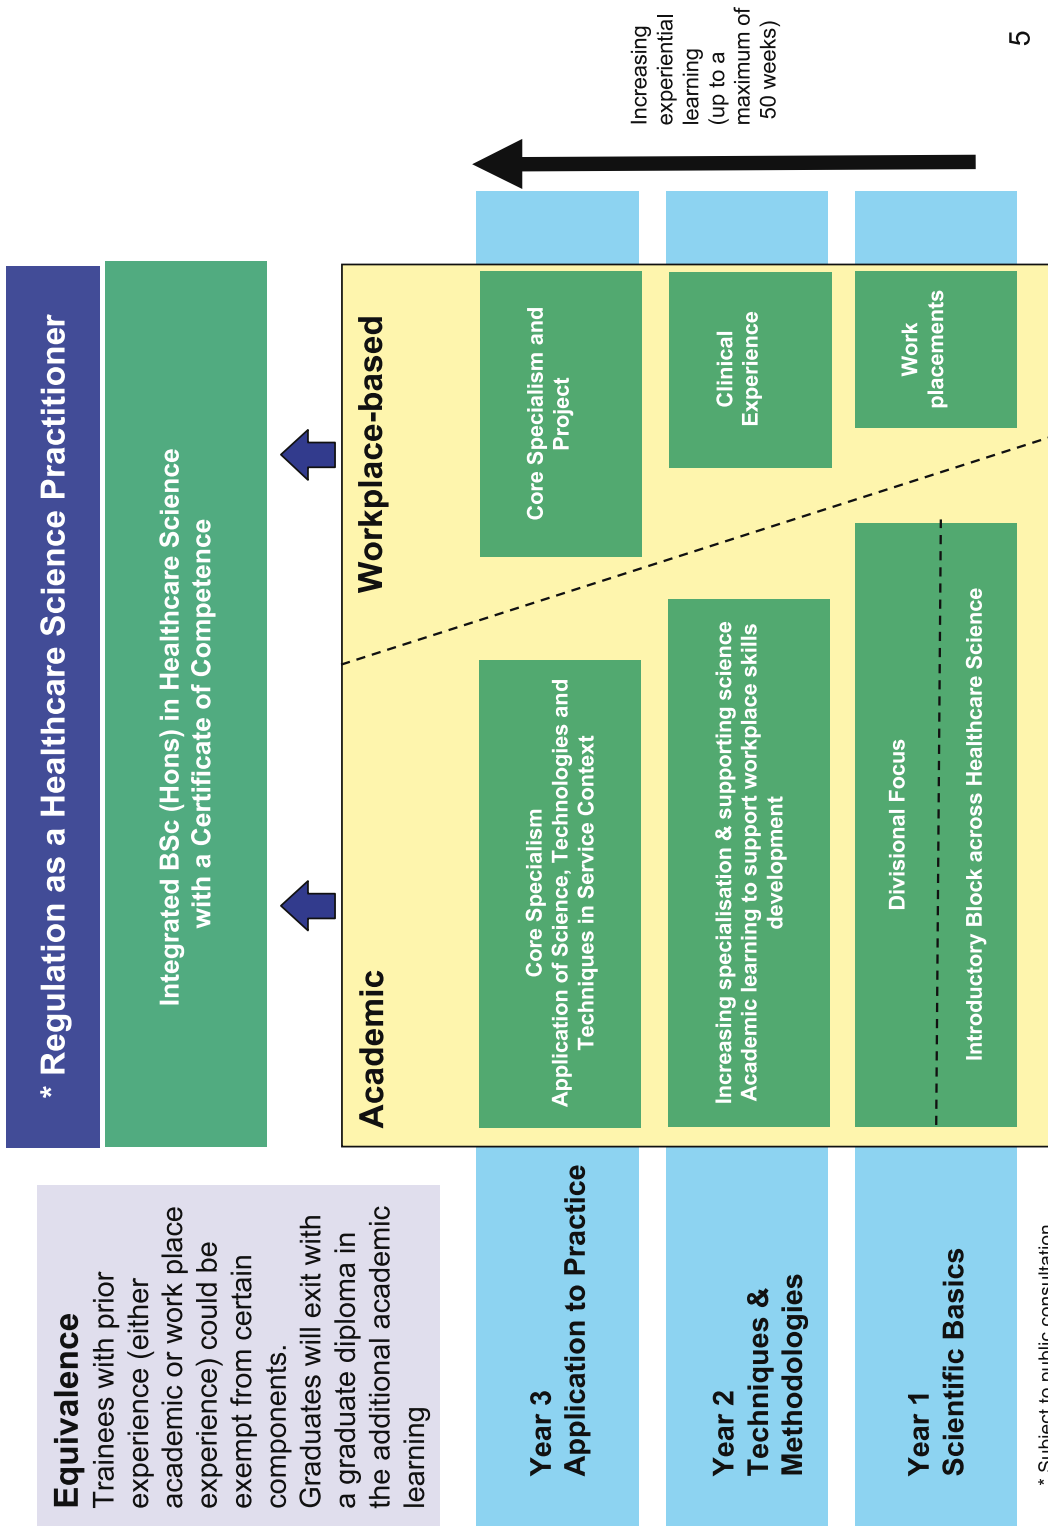 * Regulation as a Healthcare Science Practitioner
Integrated BSc (Hons) in Healthcare Science
with a Certificate of Competence
Equivalence
Trainees with prior
experience (either
academic or work place
experience) could be
exempt from certain
components.
Graduates will exit with
a graduate diploma in
the additional academic
learning
Academic
Workplace-based
Year 3
Application to Practice
Core Specialism
Application of Science, Technologies and
Techniques in Service Context
Core Specialism and
Project
Year 2
Techniques &
Methodologies
Increasing specialisation & supporting science
Academic learning to support workplace skills
development
Clinical
Experience
Year 1
Scientific Basics
Divisional Focus
Introductory Block across Healthcare Science
Work
placements
Increasing
experiential
learning
(up to a
maximum of
50 weeks)
* Subject to public consultation
5